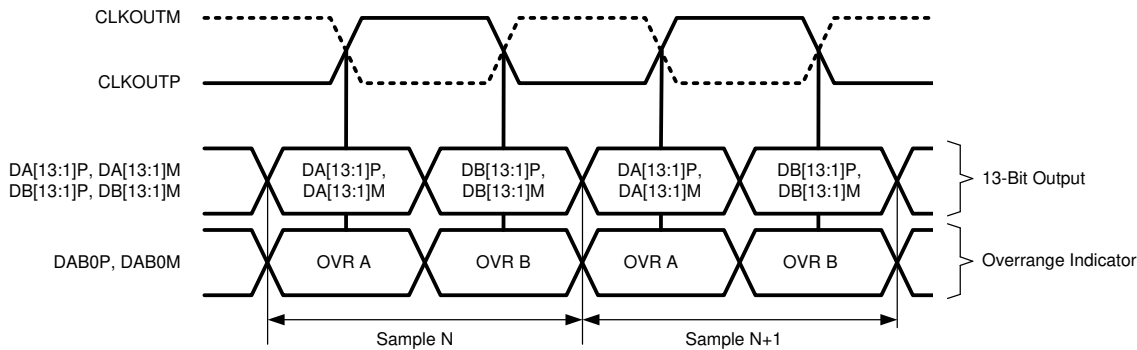 CLKOUTM
CLKOUTP
DA[13:1]P, DA[13:1]M
DB[13:1]P, DB[13:1]M
DA[13:1]P,
DA[13:1]M
DB[13:1]P,
DB[13:1]M
DA[13:1]P,
DA[13:1]M
DB[13:1]P,
DB[13:1]M
13-Bit Output
DAB0P, DAB0M
OVR A
OVR B
OVR A
OVR B
Overrange Indicator
Sample N
Sample N+1